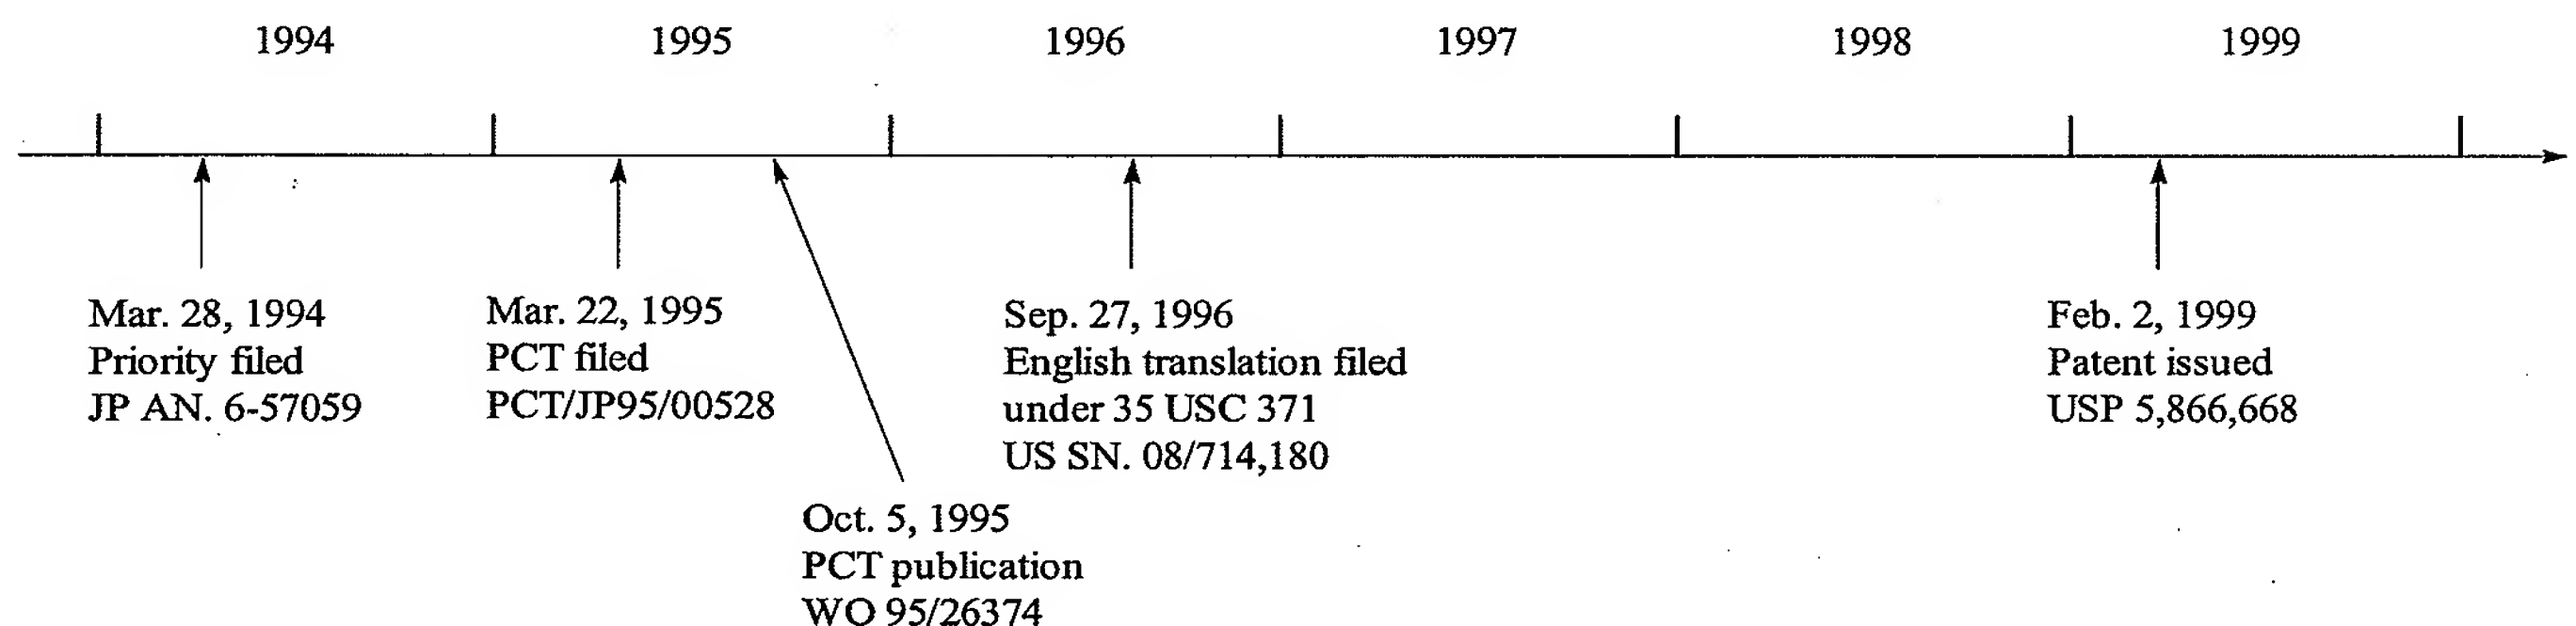 1994 1995 1996 1997 1998 1999
Mar. 28, 1994
Priority filed
JP AN. 6-57059
Mar. 22, 1995
PCT filed
PCT/JP95/00528
Oct. 5, 1995
PCT publication
WO 95/26374
Sep. 27, 1996
English translation filed
under 35 USC 371
US SN. 08/714,180
Feb. 2, 1999
Patent issued
USP 5,866,668